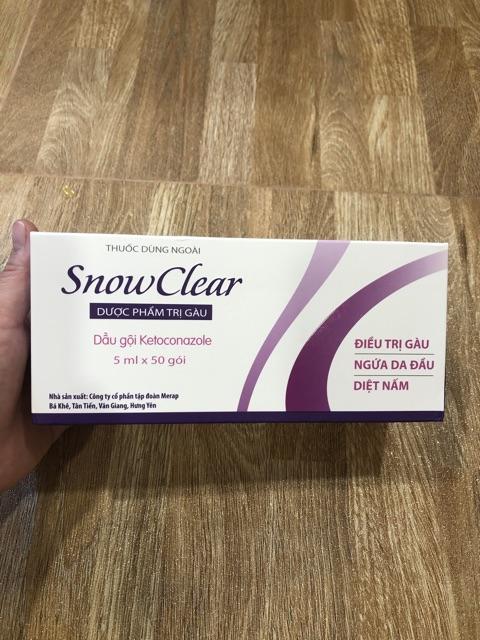 THUỐC DÙNG NGOÀI
SnowClear
DƯỢC PHẨM TRỊ GÀU
Dầu gội Ketoconazole
5 ml x 50 gói
ĐIỀU TRỊ GÀU
NGỨA DA ĐẦU
DIỆT NẤM
Nhà sản xuất: Công ty cổ phần tập đoàn Merap
Bá Khê, Tân Tiến, Văn Giang, Hưng Yên